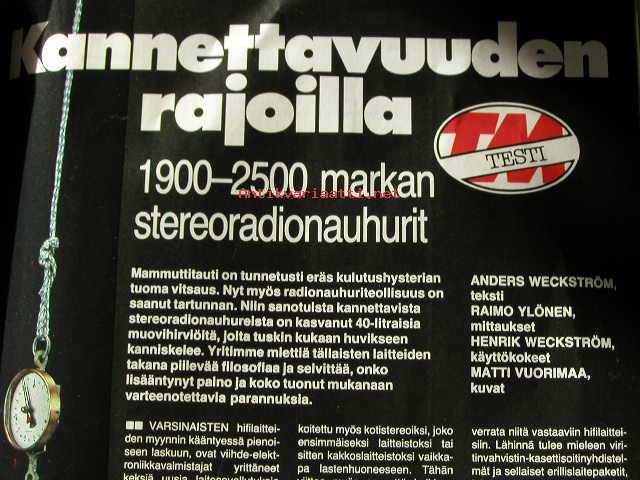 Kannettavuuden
rajoilla
TM
TESTI
1900–2500 markan
stereoradionauhurit
Antikvariaatti.net
Mammuttitauti on tunnetusti eräs kulutushysterian
tuoma vitsaus. Nyt myös radionauhuriteollisuus on
saanut tartunnan. Niin sanotuista kannettavista
stereoradionauhureista on kasvanut 40-litraisia
muovihirviöitä, joita tuskin kukaan huvikseen
kanniskelee. Yritimme miettiä tällaisten laitteiden
takana piilevää filosofiaa ja selvittää, onko
lisääntynyt paino ja koko tuonut mukanaan
varteenotettavia parannuksia.
ANDERS WECKSTRÖM,
teksti
RAIMO YLÖNEN,
mittaukset
HENRIK WECKSTRÖM,
käyttökokeet
MATTI VUORIMAA,
kuvat
VARSINAISTEN hifilaittei-
den myynnin kääntyessä pienoi-
seen laskuun, ovat viihde-elekt-
roniikkavalmistajat yrittäneet
keksiä uusia
koitettu myös kotistereoiksi, joko
ensimmäiseksi laitteistoksi tai
sitten kakkoslaitteistoksi vaikka-
pa lastenhuoneeseen. Tähän
verrata niitä vastaaviin hifilaitteis-
siin. Lähinnä tulee mieleen viri-
tinvahvistin-kasettisoitinyhdistel-
mät ja sellaiset erillislaitepaketit,